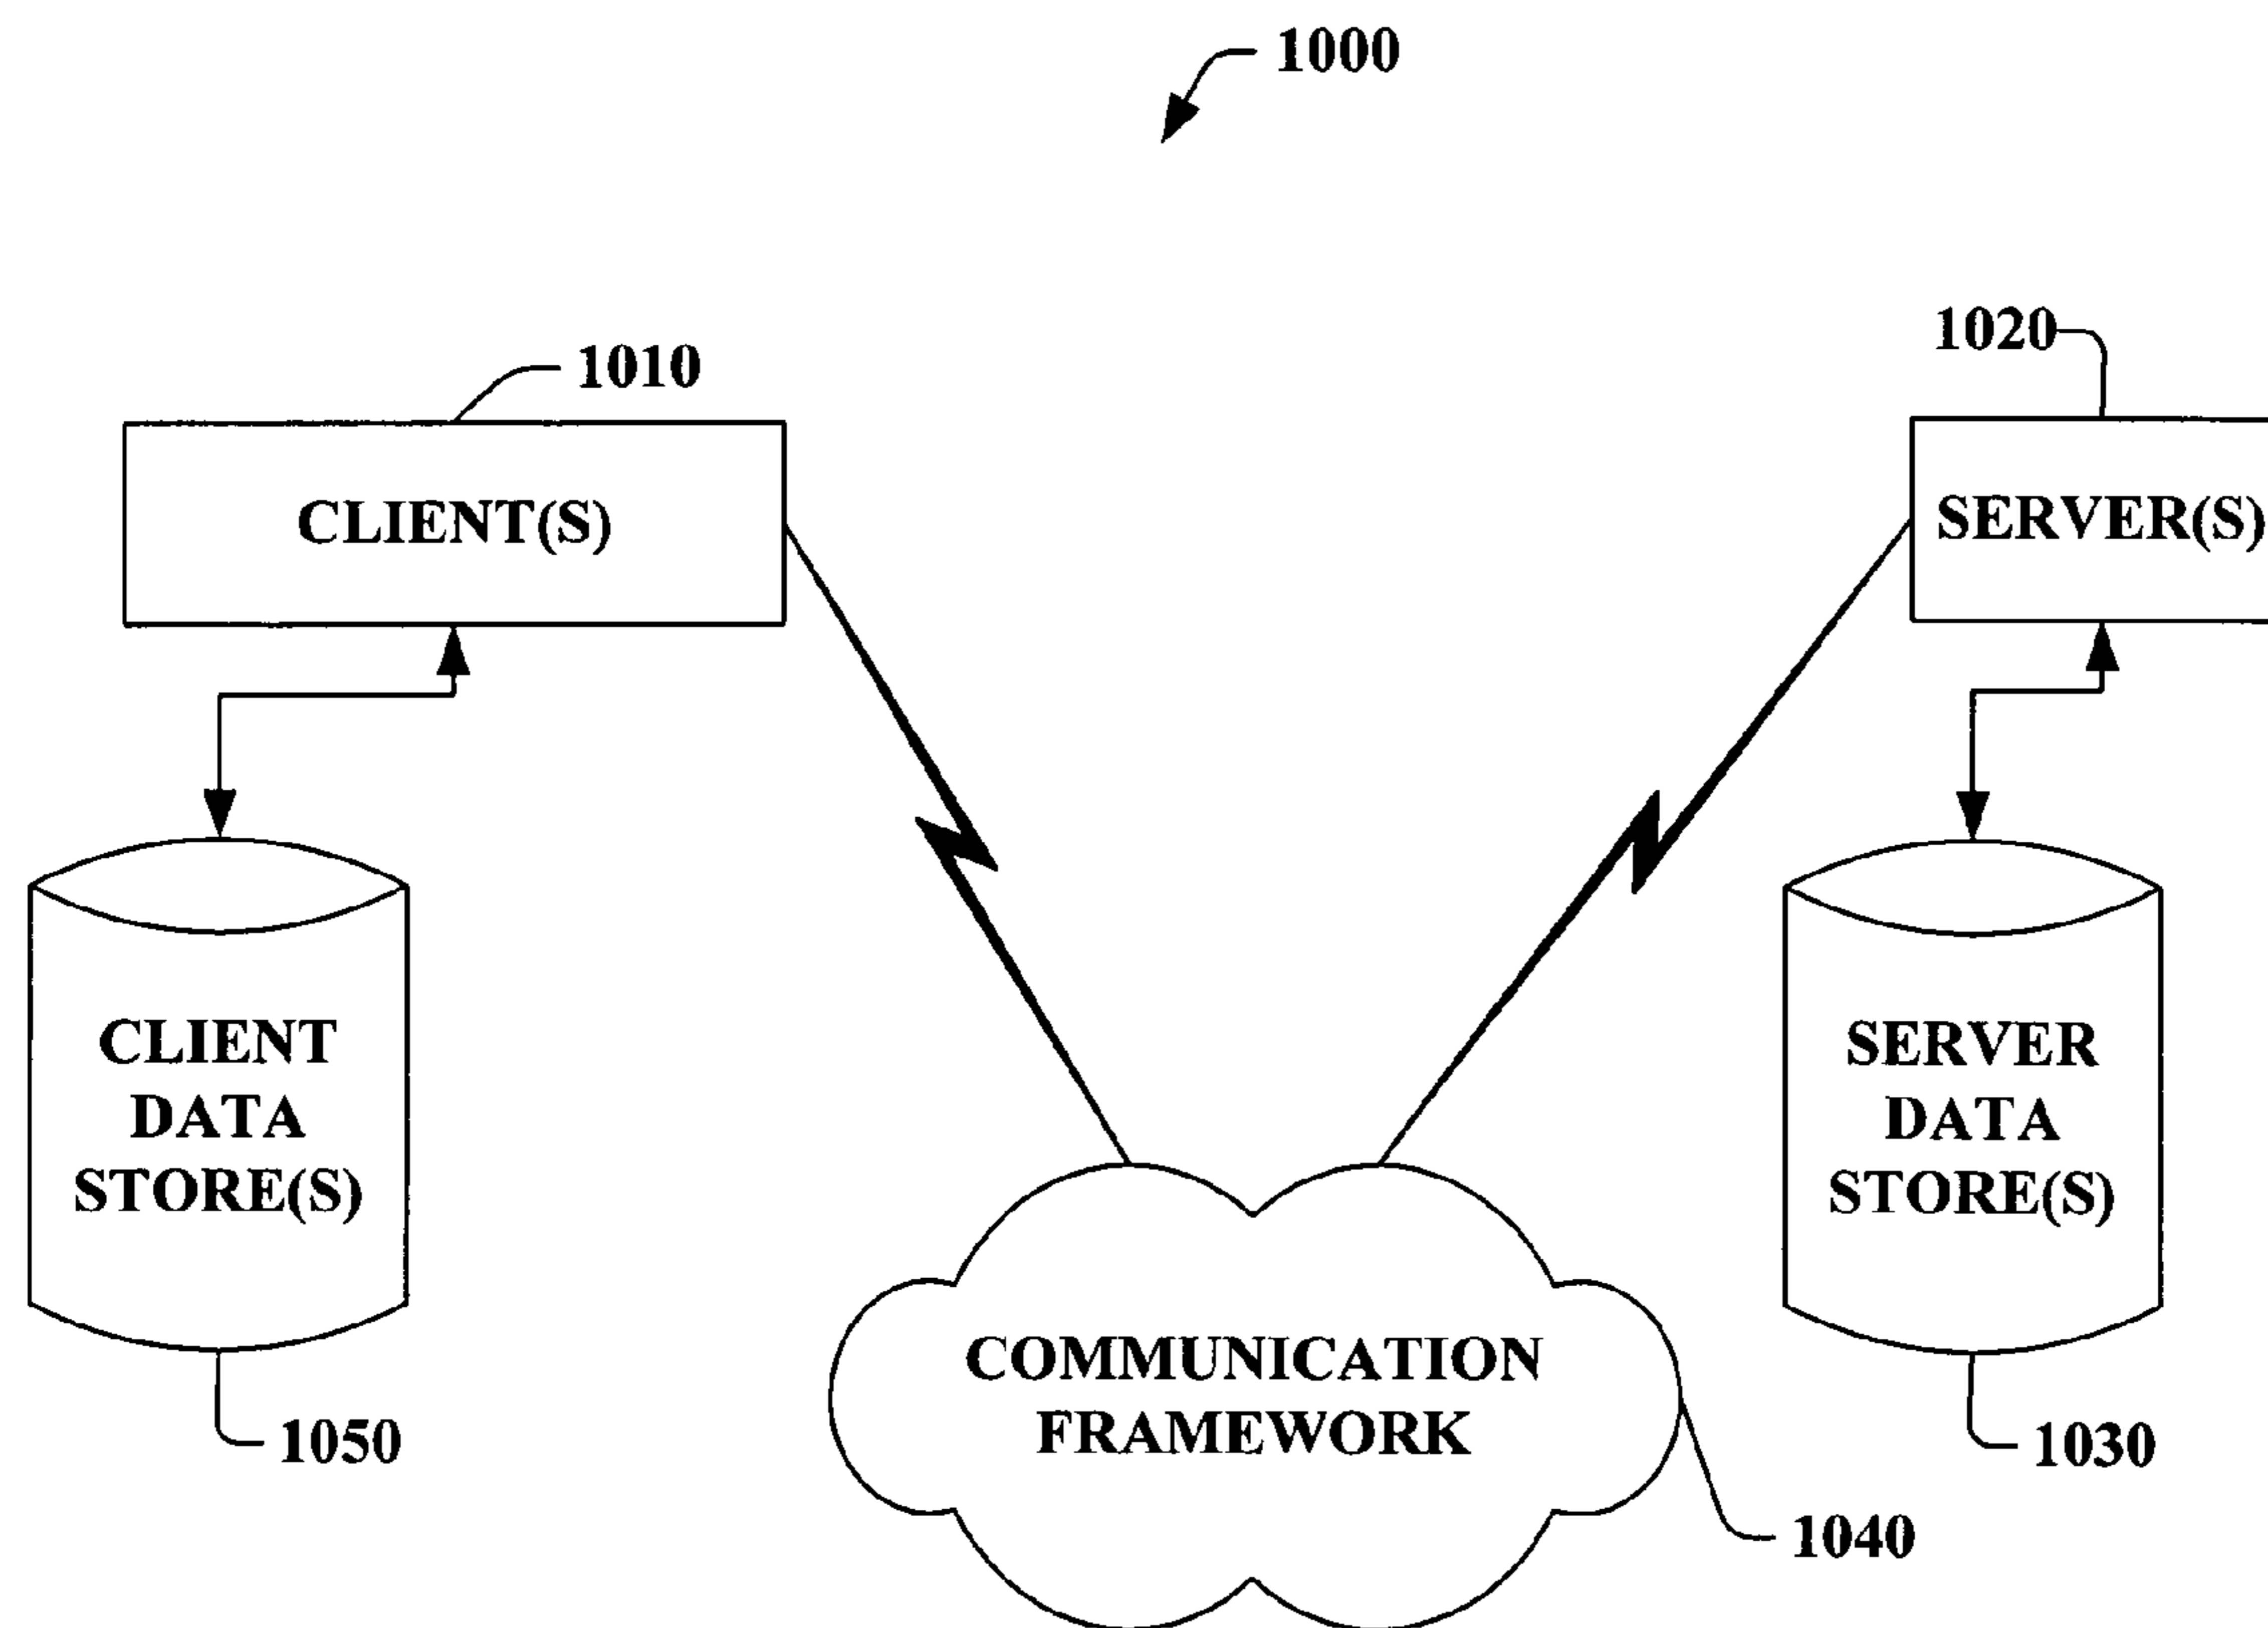 1000
1010
1020
CLIENT(S)
SERVER(S)
CLIENT
DATA
STORE(S)
SERVER
DATA
STORE(S)
COMMUNICATION
FRAMEWORK
1050
1030
1040